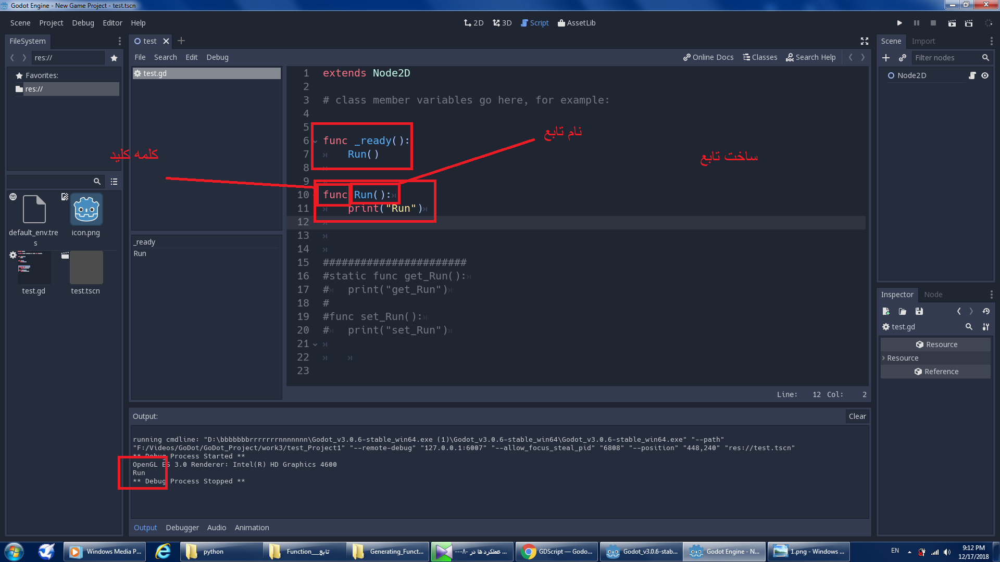 Godot Engine - New Game Project - test.tscn
Scene Project Debug Editor Help
2D 3D Script AssetLib
FileSystem
res://
Favorites:
res://
default_env.tres
icon.png
test.gd
test.tscn
test
File Search Edit Debug
Online Docs Classes Search Help
test.gd
_ready
Run
1 extends Node2D
2
3 # class member variables go here, for example:
4
5
6 func _ready():
7 Run()
8
9
10 func Run():
11 print("Run")
12
13
14
15 #######################
16 #static func get_Run():
17 # print("get_Run")
18 #
19 #func set_Run():
20 # print("set_Run")
21
22
23
نام تابع
کلمه کلید
ساخت تابع
Line: 12 Col: 2
Output:
Clear
running cmdline: "D:\bbbbbbbrrrrrrrnnnnnnn\Godot_v3.0.6-stable_win64.exe (1)\Godot_v3.0.6-stable_win64\Godot_v3.0.6-stable_win64.exe" "--path"
"F:/Videos/GoDot/GoDot_Project/work3/test_Project1" "--remote-debug" "127.0.0.1:6007" "--allow_focus_steal_pid" "6808" "--position" "448,240" "res://test.tscn"
** Debug Process Started **
OpenGL ES 3.0 Renderer: Intel(R) HD Graphics 4600
Run
** Debug Process Stopped **
Output Debugger Audio Animation
Scene Import
Filter nodes
Node2D
Inspector Node
test.gd
Resource
Resource
Reference
Windows Media P...
python
Function__تابع
Generating_Funct...
عملکرد ها در -۸---
GDScript — Godo...
Godot_v3.0.6-stab...
Godot Engine - N...
1.png - Windows ...
EN
9:12 PM
12/17/2018